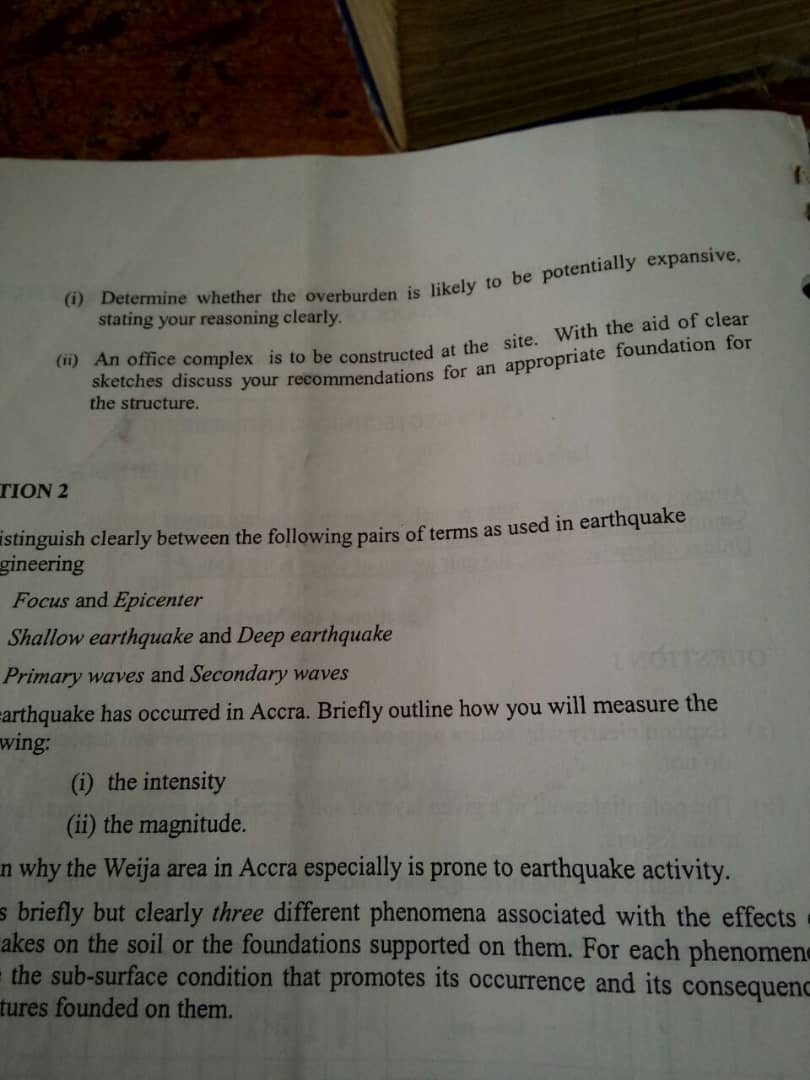 (i) Determine whether the overburden is likely to be potentially expansive,
stating your reasoning clearly.
(ii) An office complex is to be constructed at the site. With the aid of clear
sketches discuss your recommendations for an appropriate foundation for
the structure.
TION 2
istinguish clearly between the following pairs of terms as used in earthquake
gineering
Focus and Epicenter
Shallow earthquake and Deep earthquake
Primary waves and Secondary waves
arthquake has occurred in Accra. Briefly outline how you will measure the
wing:
(i) the intensity
(ii) the magnitude.
n why the Weija area in Accra especially is prone to earthquake activity.
s briefly but clearly three different phenomena associated with the effects
akes on the soil or the foundations supported on them. For each phenomen
the sub-surface condition that promotes its occurrence and its consequenc
tures founded on them.